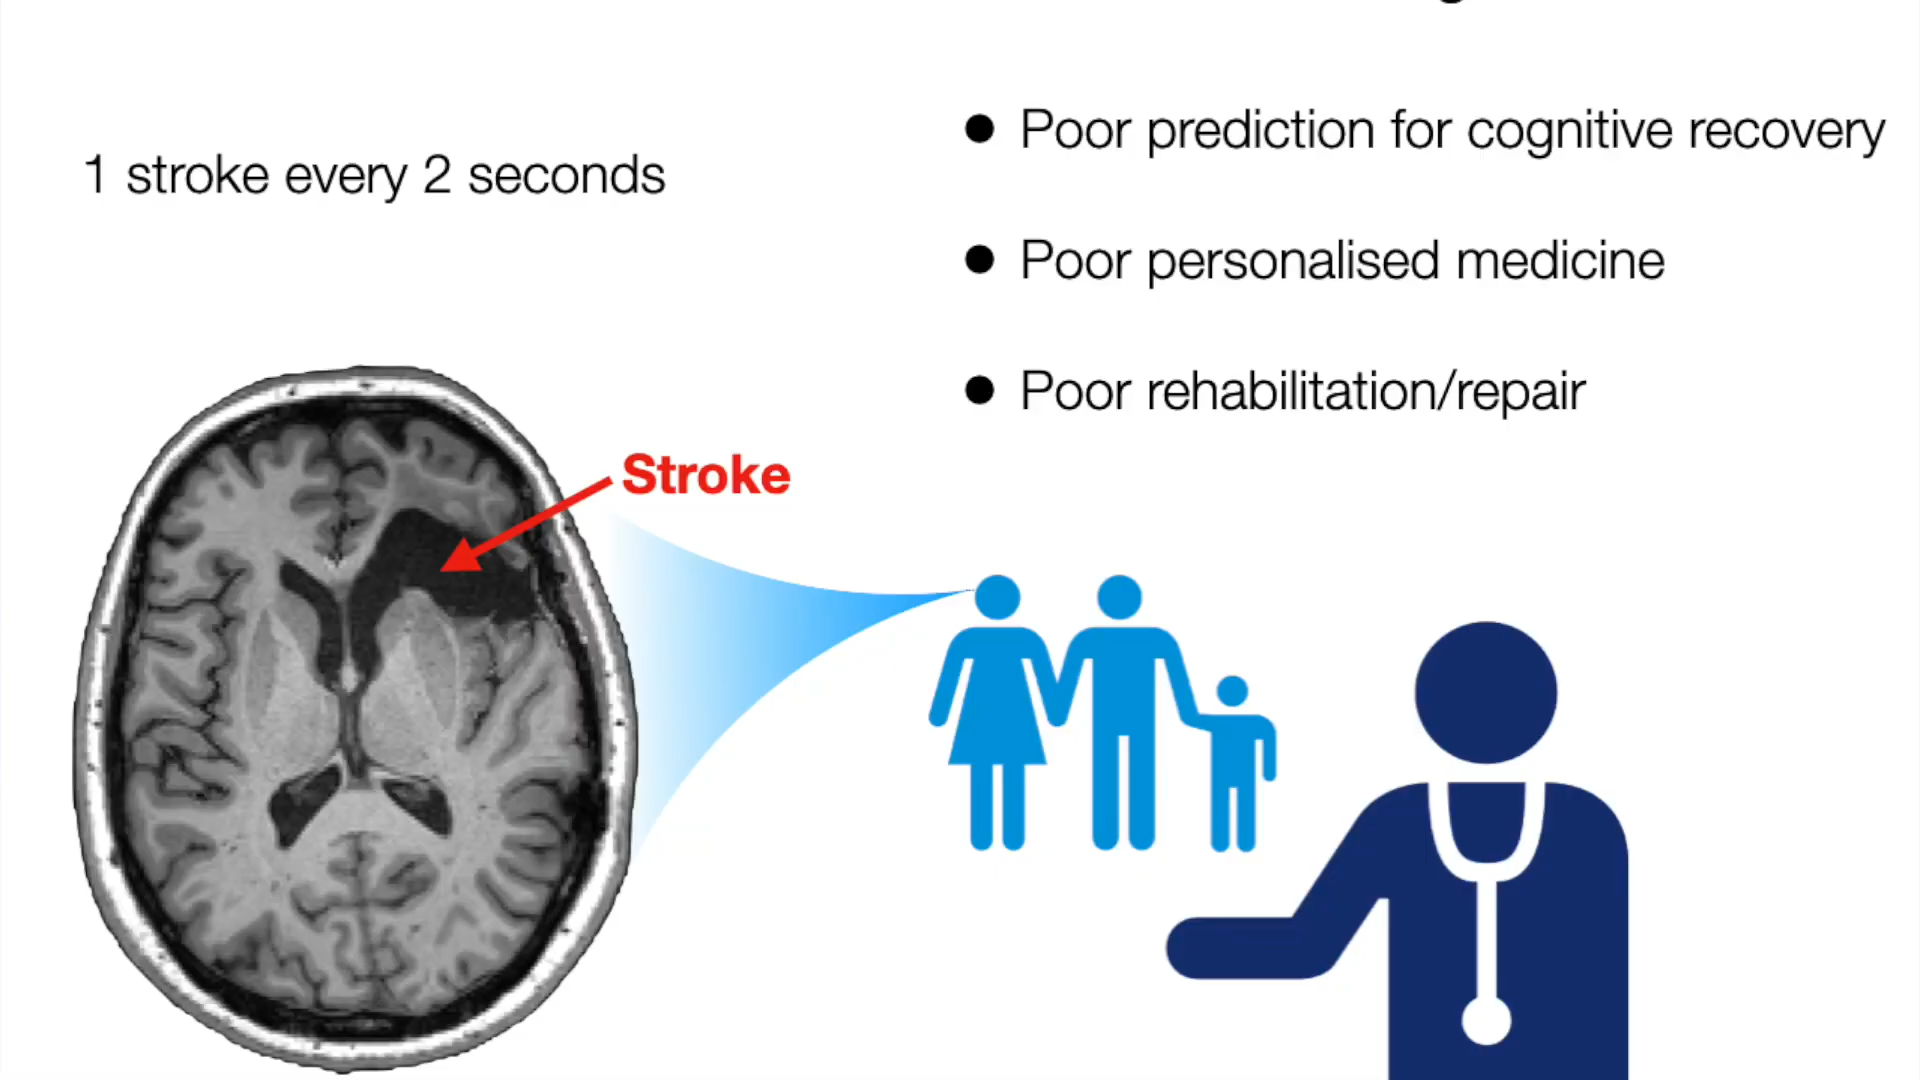 1 stroke every 2 seconds
● Poor prediction for cognitive recovery
● Poor personalised medicine
● Poor rehabilitation/repair
Stroke